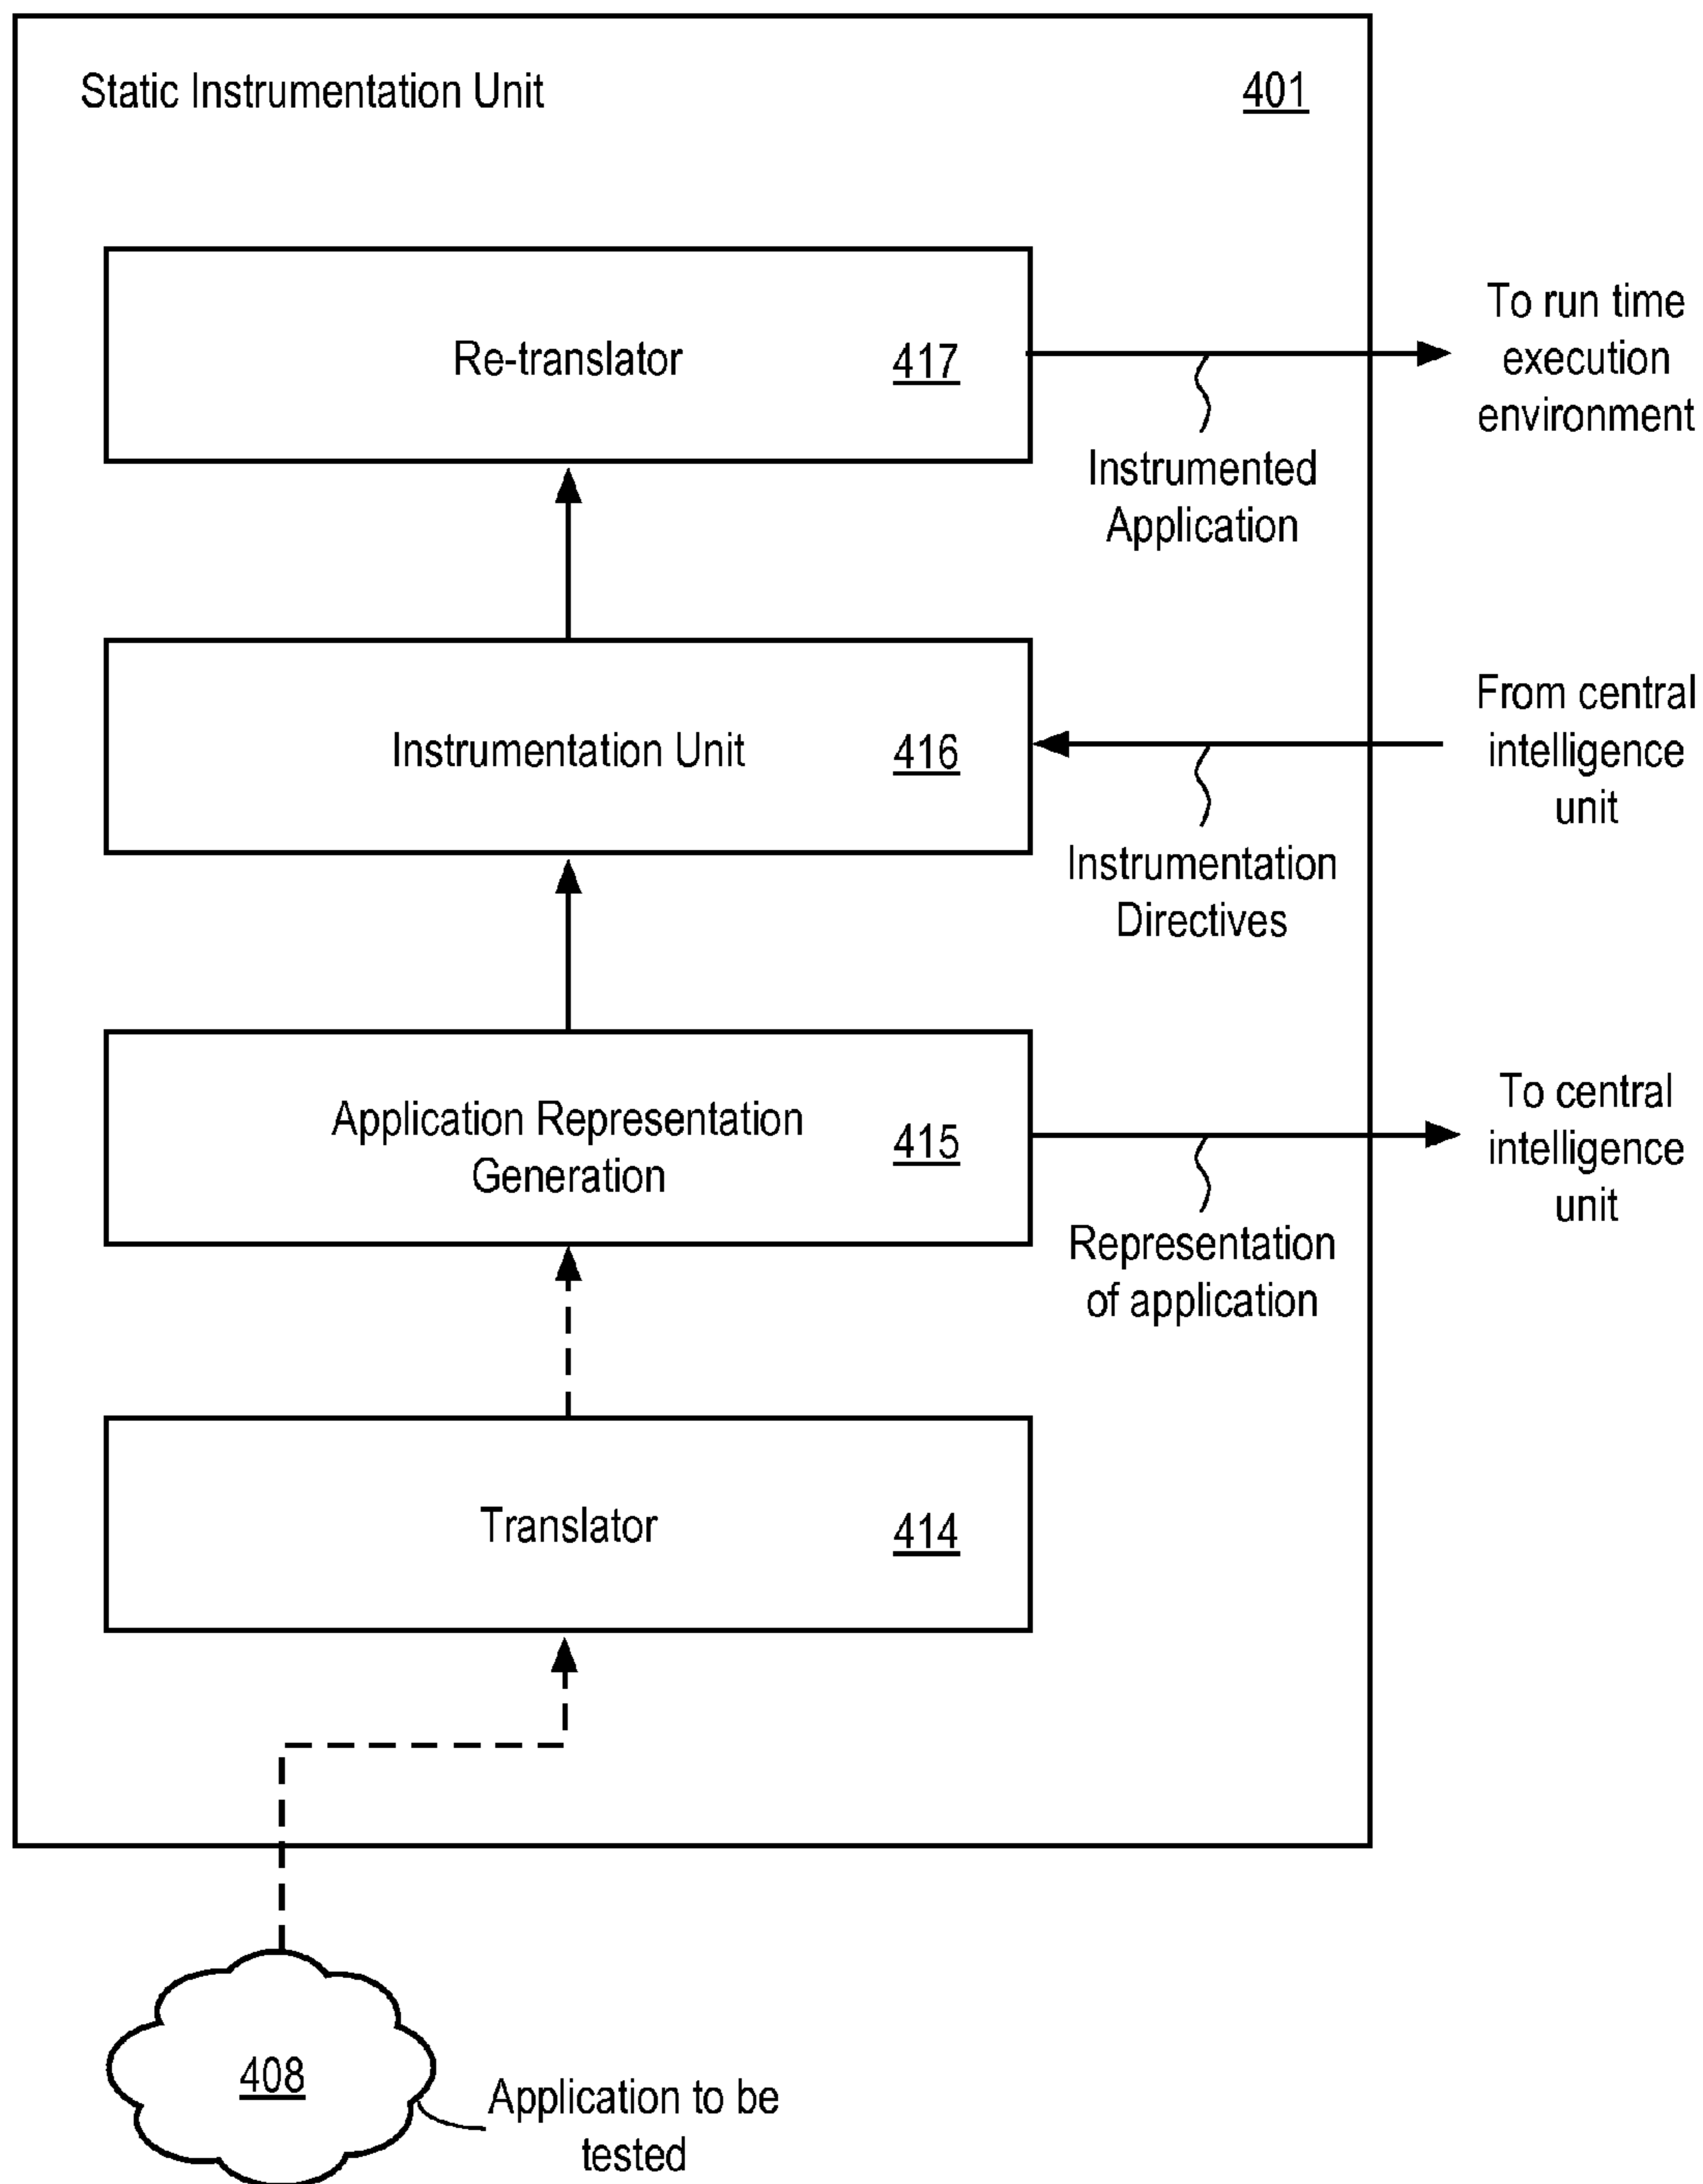 Static Instrumentation Unit 401
Re-translator 417
To run time
execution
environment
Instrumented
Application
Instrumentation Unit 416
From central
intelligence
unit
Instrumentation
Directives
Application Representation
Generation
415
To central
intelligence
unit
Representation
of application
Translator 414
408
Application to be
tested